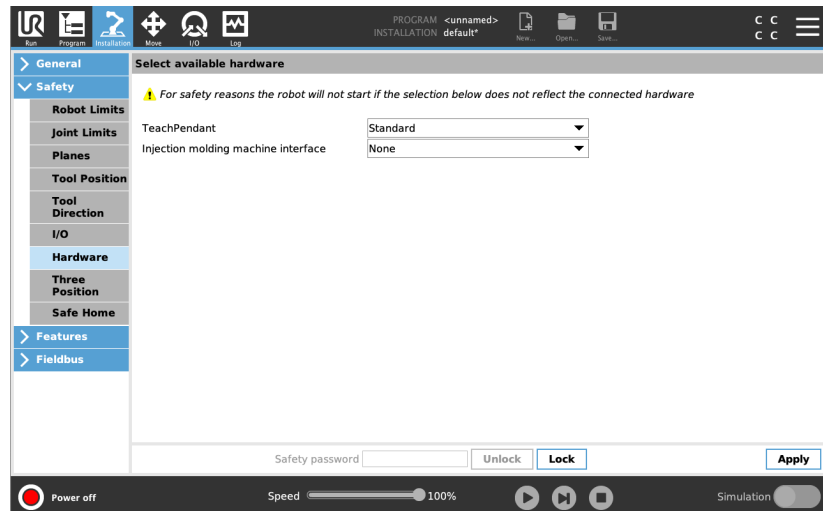 UR
Run
Program
Installation
Move
I/O
Log
PROGRAM <unnamed>
INSTALLATION default*
New...
Open...
Save...
C C
C C
General
Safety
Robot Limits
Joint Limits
Planes
Tool Position
Tool
Direction
I/O
Hardware
Three
Position
Safe Home
Features
Fieldbus
Select available hardware
For safety reasons the robot will not start if the selection below does not reflect the connected hardware
TeachPendant Standard
Injection molding machine interface None
Safety password Unlock Lock Apply
Power off Speed 100% Simulation